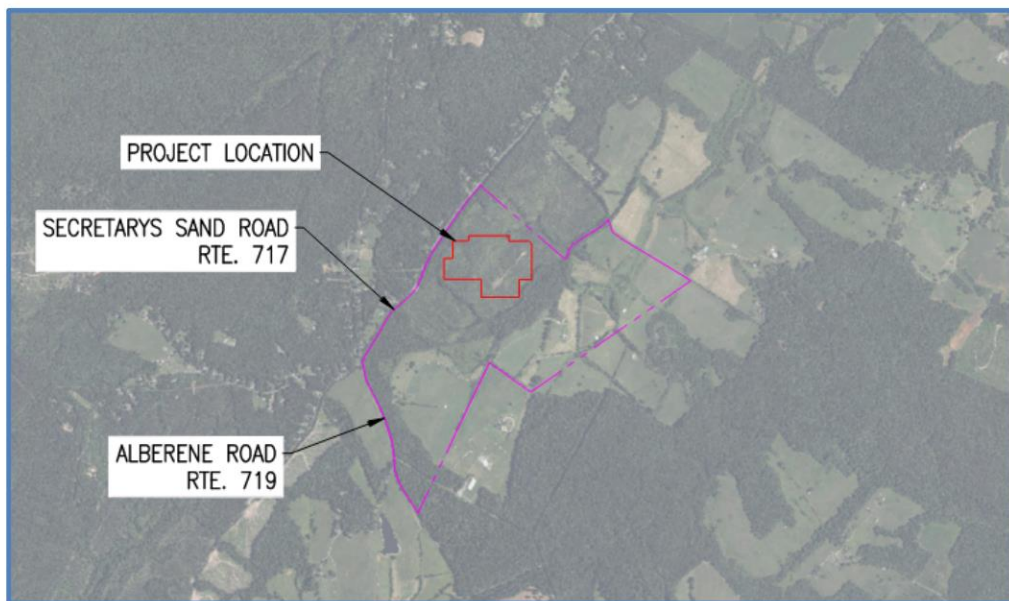 PROJECT LOCATION
SECRETARYS SAND ROAD
RTE. 717
ALBERENE ROAD
RTE. 719